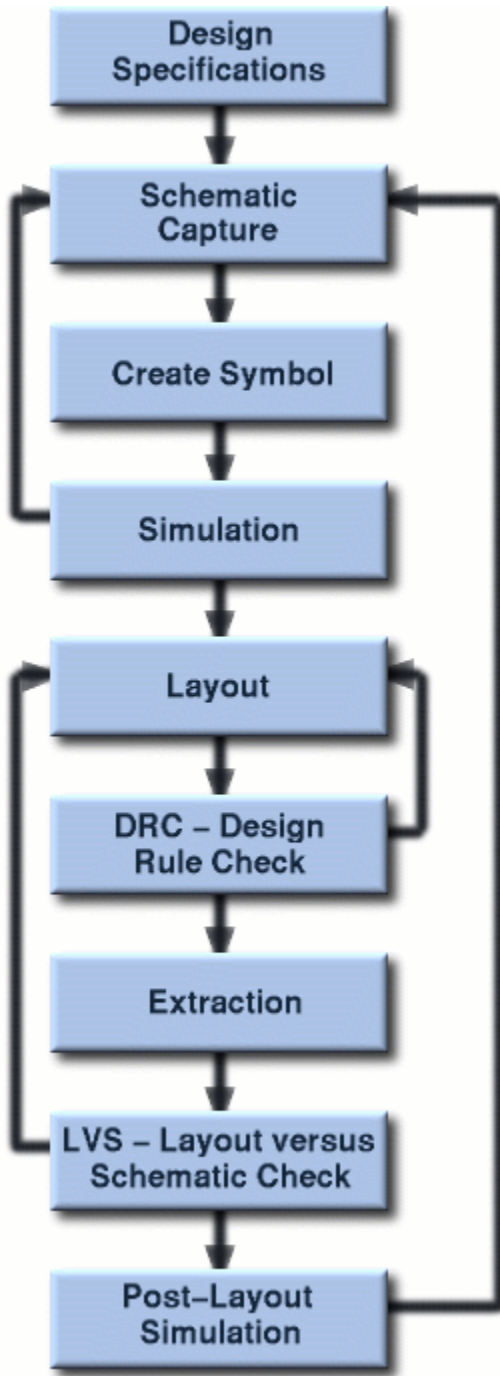 Design
Specifications
Schematic
Capture
Create Symbol
Simulation
Layout
DRC – Design
Rule Check
Extraction
LVS – Layout versus
Schematic Check
Post–Layout
Simulation